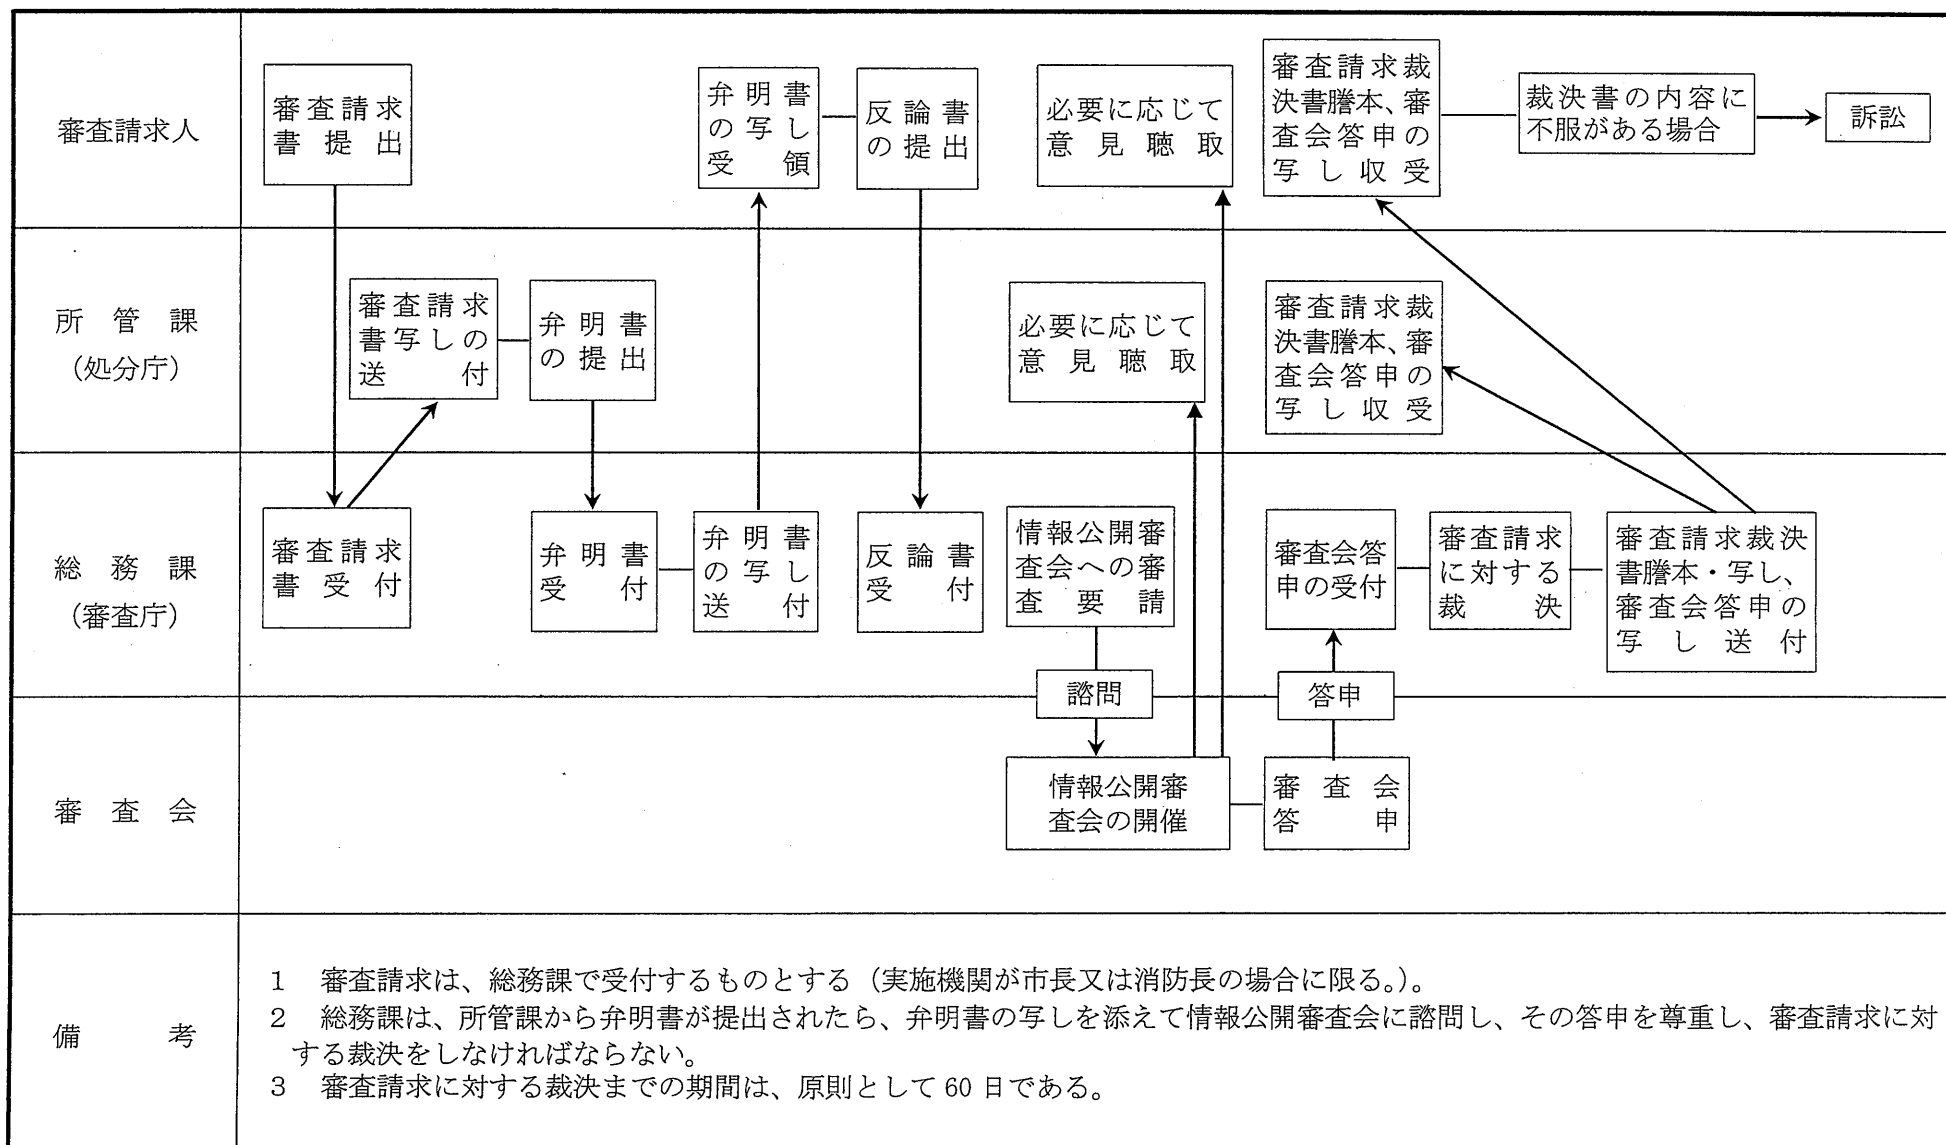 審査請求人
審査請求
書提出
弁明書
の写し
受領
反論書
の提出
必要に応じて
意見聴取
審査請求裁
決書謄本、審
査会答申の
写し収受
裁決書の内容に
不服がある場合
訴訟
所管課
（処分庁）
審査請求
書写しの
送付
弁明書
の提出
必要に応じて
意見聴取
審査請求裁
決書謄本、審
査会答申の
写し収受
総務課
（審査庁）
審査請求
書受付
弁明書
受付
弁明書
の写し
送付
反論書
受付
情報公開審
査会への審
査要請
審査会答
申の受付
審査請求
に対する
裁決
審査請求裁決
書謄本・写し、
審査会答申の
写し送付
諮問
答申
審査会
情報公開審
査会の開催
審査会
答申
備考
1　審査請求は、総務課で受付するものとする（実施機関が市長又は消防長の場合に限る。）。
2　総務課は、所管課から弁明書が提出されたら、弁明書の写しを添えて情報公開審査会に諮問し、その答申を尊重し、審査請求に対
する裁決をしなければならない。
3　審査請求に対する裁決までの期間は、原則として60日である。